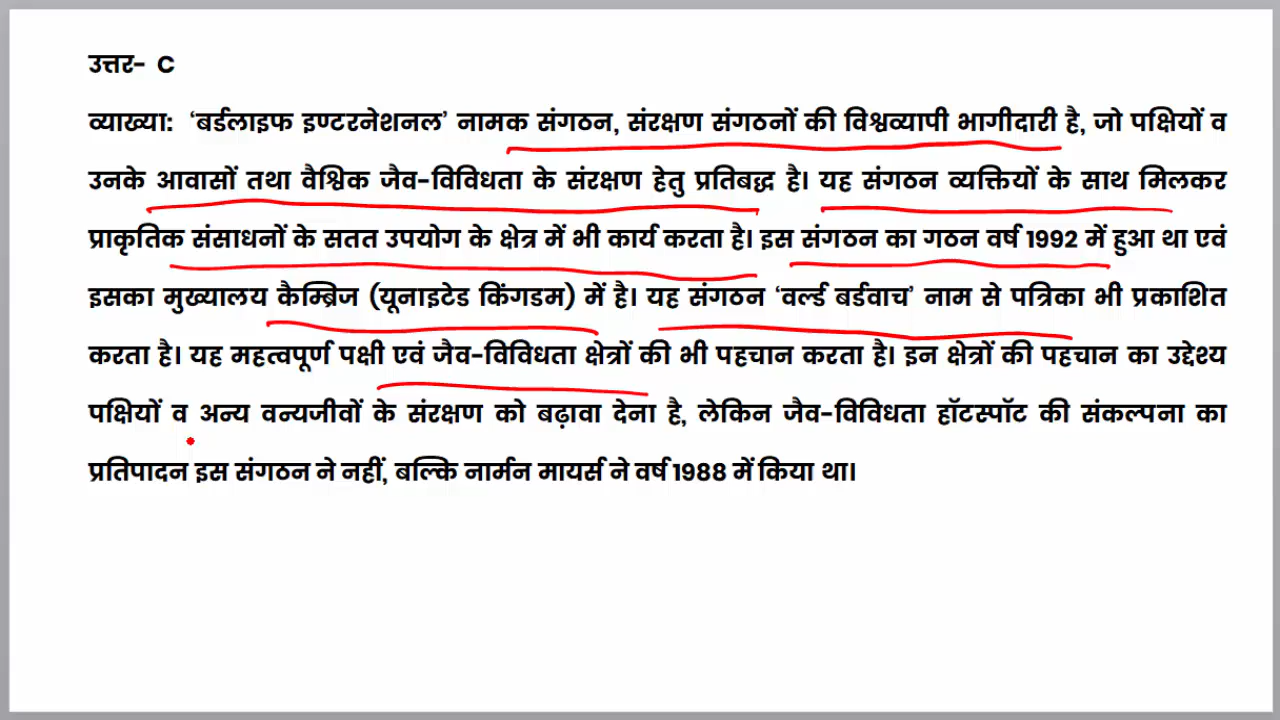 उत्तर- C
व्याख्या: ‘बर्डलाइफ इण्टरनेशनल’ नामक संगठन, संरक्षण संगठनों की विश्वव्यापी भागीदारी है, जो पक्षियों व
उनके आवासों तथा वैश्विक जैव-विविधता के संरक्षण हेतु प्रतिबद्ध है। यह संगठन व्यक्तियों के साथ मिलकर
प्राकृतिक संसाधनों के सतत उपयोग के क्षेत्र में भी कार्य करता है। इस संगठन का गठन वर्ष 1992 में हुआ था एवं
इसका मुख्यालय कैम्ब्रिज (यूनाइटेड किंगडम) में है। यह संगठन ‘वर्ल्ड बर्डवाच’ नाम से पत्रिका भी प्रकाशित
करता है। यह महत्वपूर्ण पक्षी एवं जैव-विविधता क्षेत्रों की भी पहचान करता है। इन क्षेत्रों की पहचान का उद्देश्य
पक्षियों व अन्य वन्यजीवों के संरक्षण को बढ़ावा देना है, लेकिन जैव-विविधता हॉटस्पॉट की संकल्पना का
प्रतिपादन इस संगठन ने नहीं, बल्कि नार्मन मायर्स ने वर्ष 1988 में किया था।